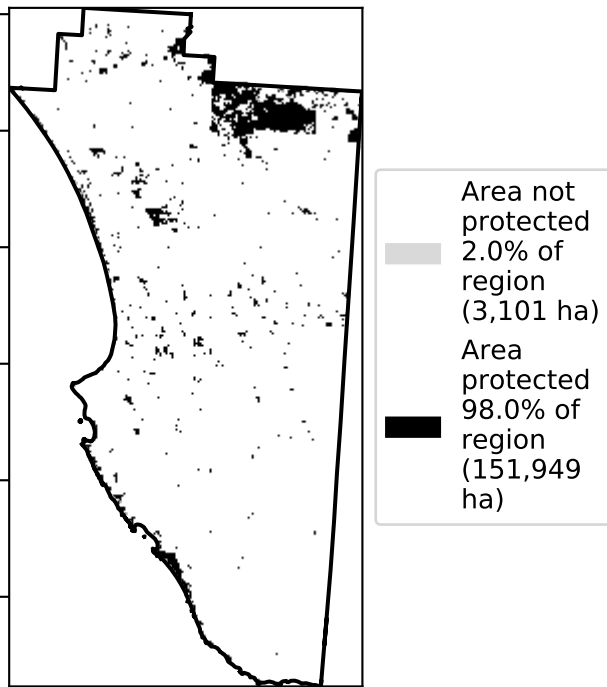 Area not
protected
2.0% of
region
(3,101 ha)
Area
protected
98.0% of
region
(151,949
ha)